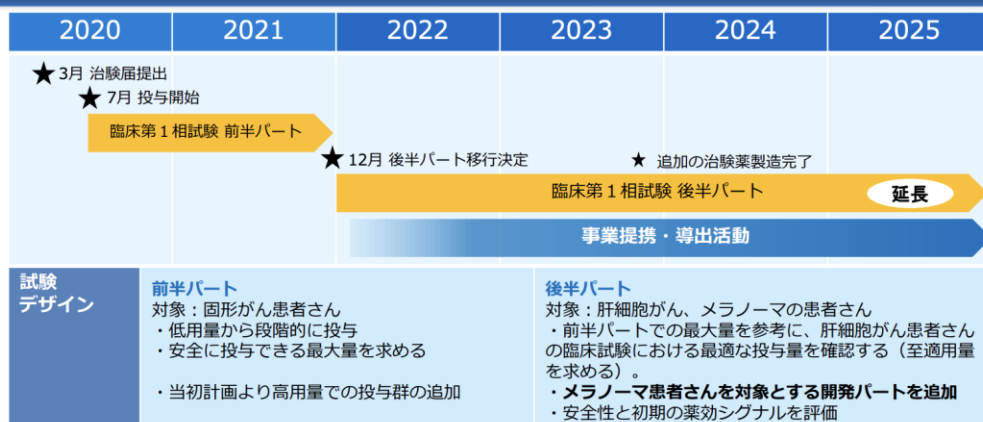 2020 2021 2022 2023 2024 2025
★3月 治験届提出
★7月 投与開始
臨床第1相試験 前半パート
★12月 後半パート移行決定 ★ 追加の治験薬製造完了
臨床第1相試験 後半パート 延長
事業提携・導出活動
試験
デザイン
前半パート
対象:固形がん患者さん
・低用量から段階的に投与
・安全に投与できる最大量を求める
・当初計画より高用量での投与群の追加
後半パート
対象:肝細胞がん、メラノーマの患者さん
・前半パートでの最大量を参考に、肝細胞がん患者さん
の臨床試験における最適な投与量を確認する(至適用量
を求める)。
・メラノーマ患者さんを対象とする開発パートを追加
・安全性と初期の薬効シグナルを評価